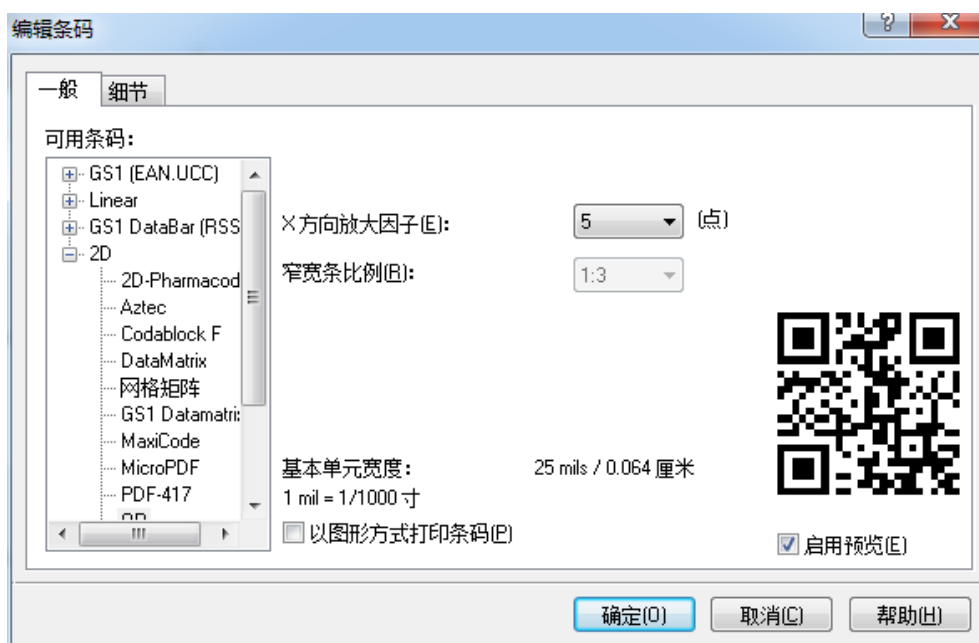 编辑条码
一般 细节
可用条码:
GS1 (EAN.UCC)
Linear
GS1 DataBar (RSS
2D
2D-Pharmacod
Aztec
Codablock F
DataMatrix
网格矩阵
GS1 Datamatri
MaxiCode
MicroPDF
PDF-417
QR
X 方向放大因子(E): 5 (点)
窄宽条比例(R): 1:3
基本单元宽度: 25 mils / 0.064 厘米
1 mil = 1/1000 寸
以图形方式打印条码(P)
启用预览(E)
确定(O) 取消(C) 帮助(H)